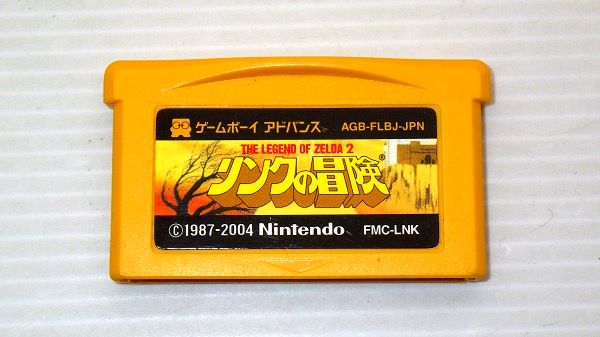 ゲームボーイ アドバンス AGB-FLBJ-JPN
THE LEGEND OF ZELDA 2
リンクの冒険®
©1987-2004 Nintendo FMC-LNK